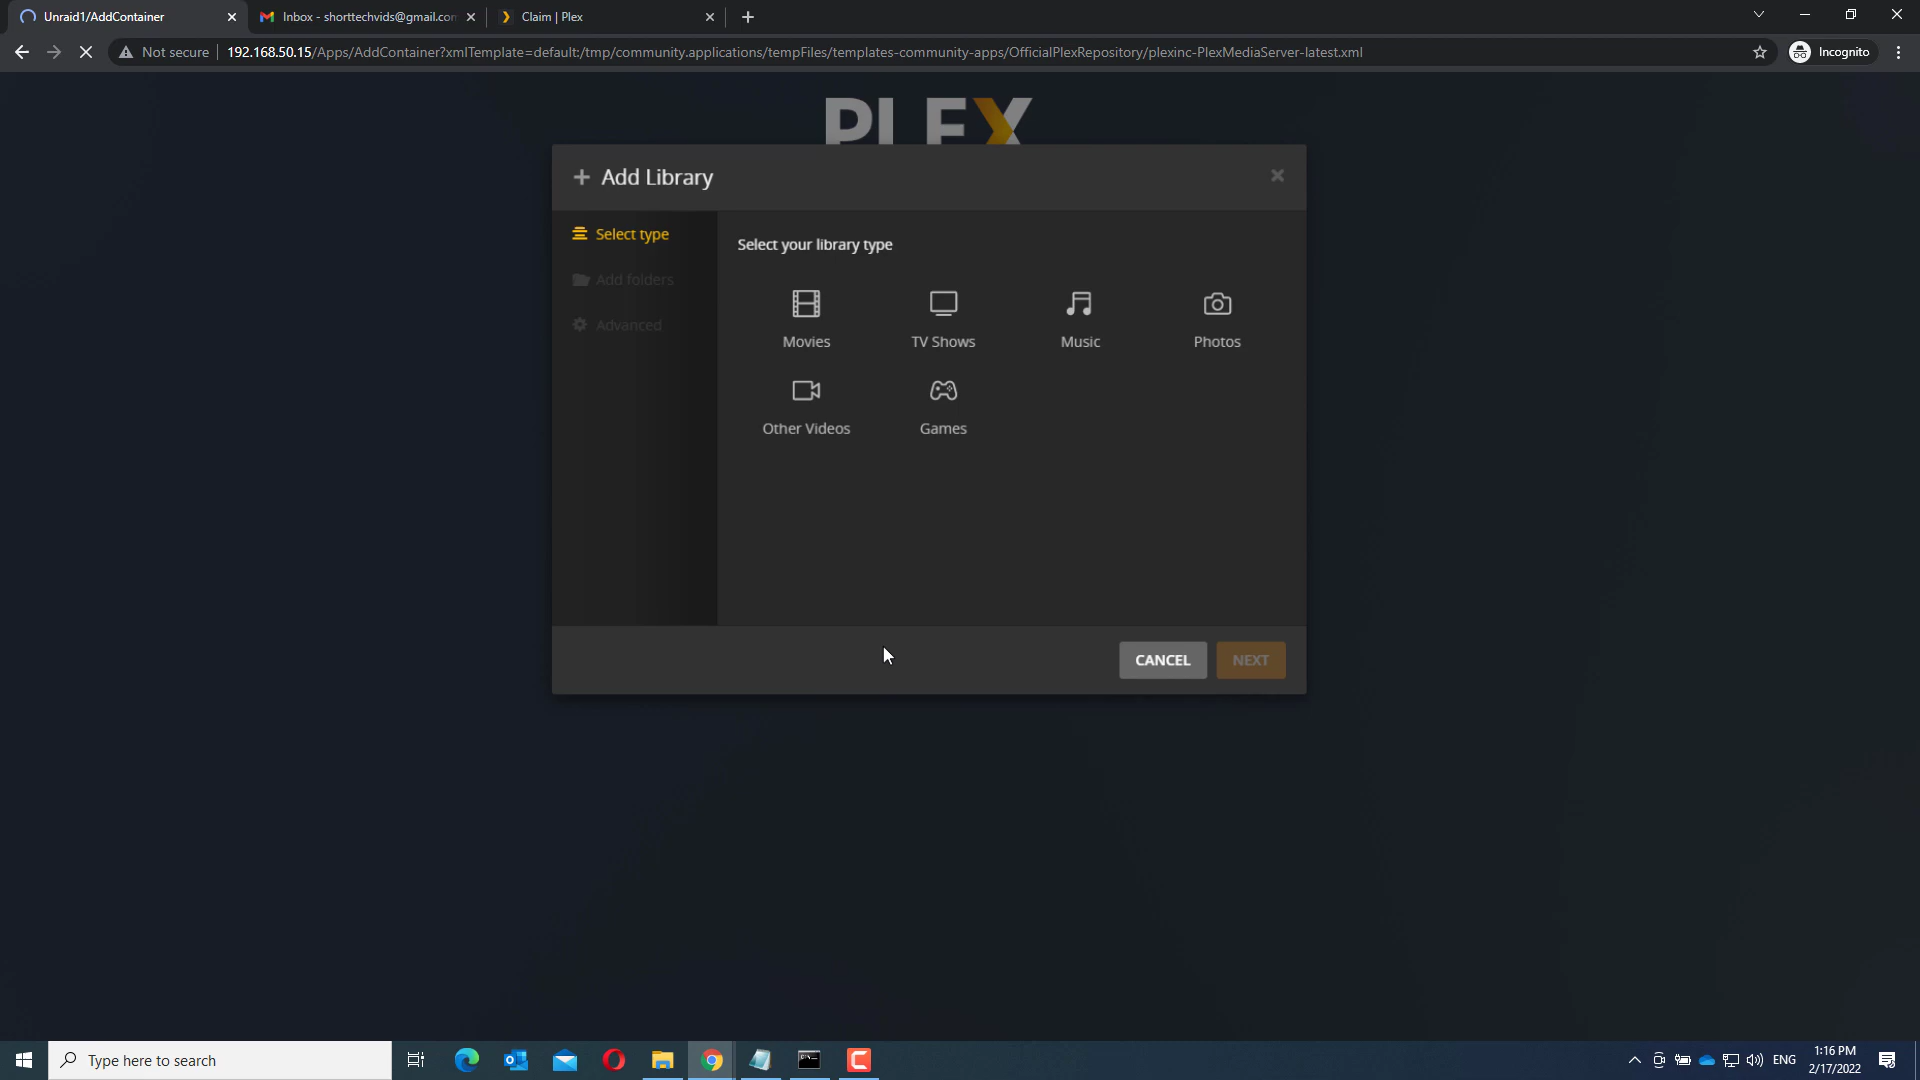 Unraid1/AddContainer
Inbox - shorttechvids@gmail.com
Claim | Plex
Not secure
192.168.50.15/Apps/AddContainer?xmlTemplate=default:/tmp/community.applications/tempFiles/templates-community-apps/OfficialPlexRepository/plexinc-PlexMediaServer-latest.xml
Incognito
PLEX
Add Library
Select type
Add folders
Advanced
Select your library type
Movies
TV Shows
Music
Photos
Other Videos
Games
CANCEL
NEXT
Type here to search
ENG
1:16 PM
2/17/2022